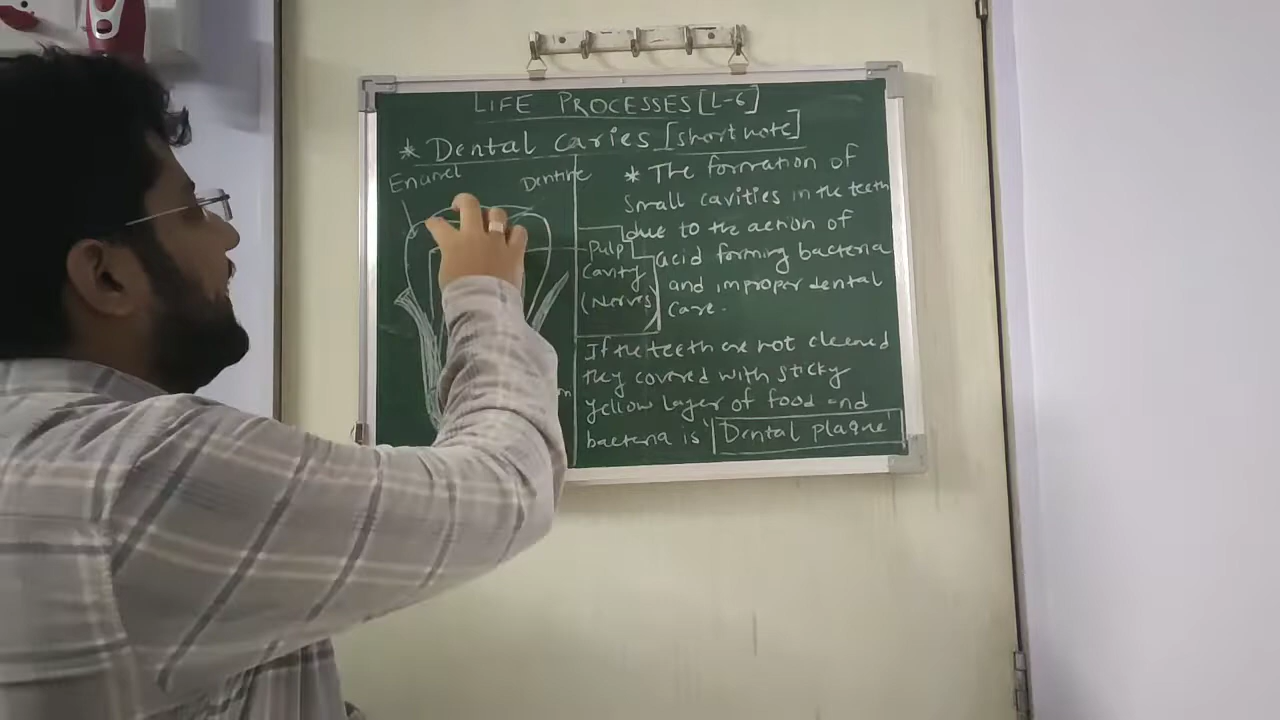 LIFE PROCESSES [L-6]
* Dental caries [short note]
Enamel
Dentine
Pulp
cavity
(Nerves)
* The formation of
small cavities in the teeth
due to the action of
acid forming bacteria
and improper dental
care.
If the teeth are not cleaned
they covered with sticky
yellow layer of food and
bacteria is 'Dental plaque'